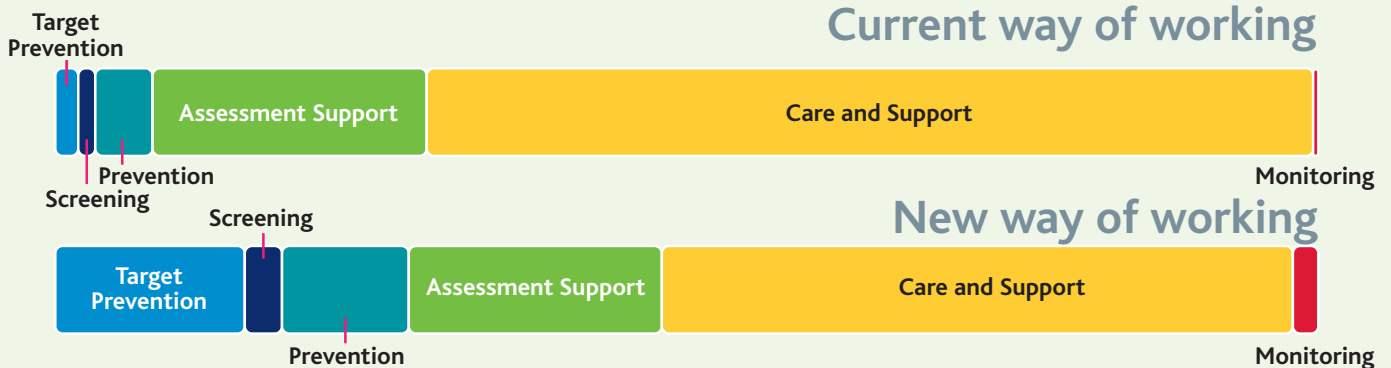 Current way of working
Target
Prevention
Assessment Support
Care and Support
Prevention
Screening
Monitoring
New way of working
Screening
Target
Prevention
Assessment Support
Care and Support
Prevention
Monitoring